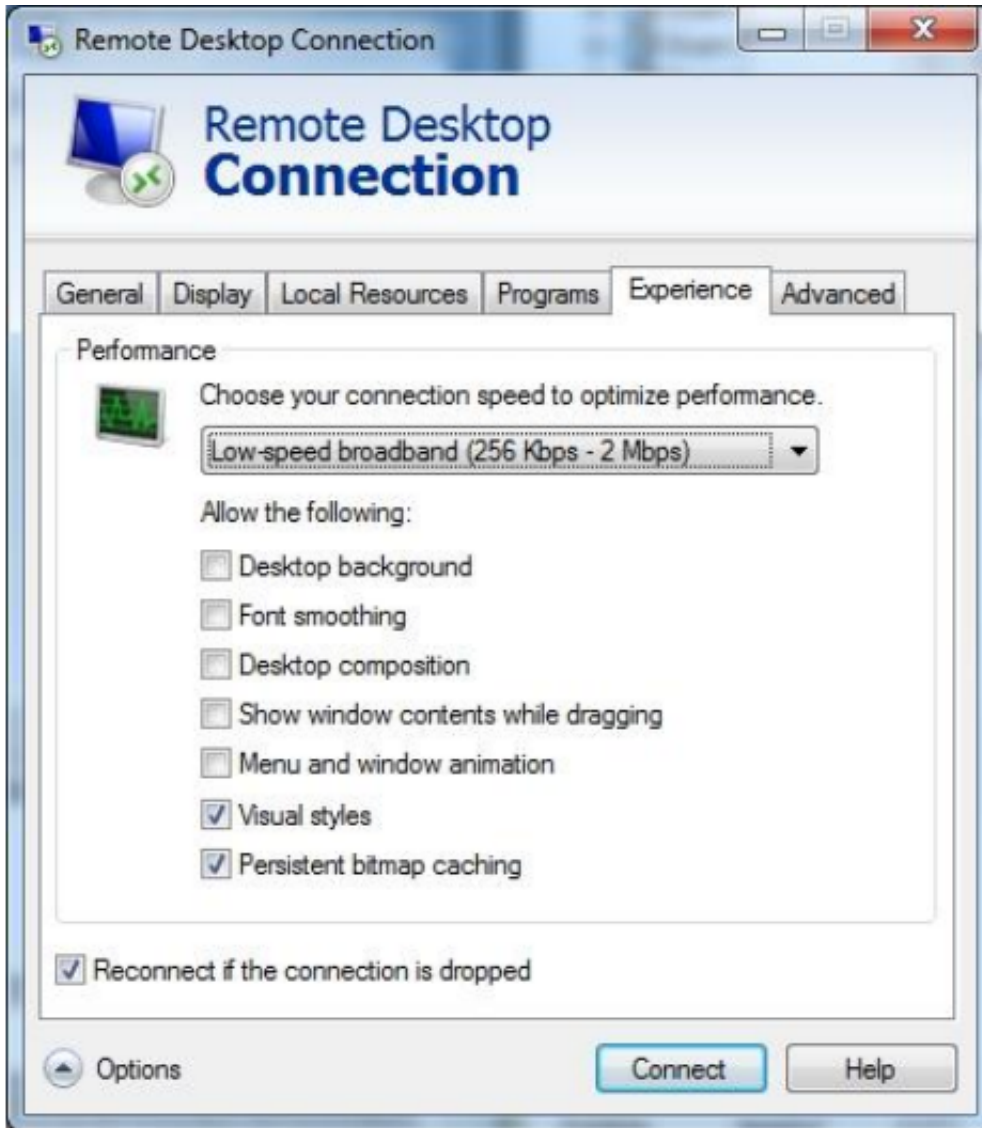 Remote Desktop Connection
Remote Desktop
Connection
General Display Local Resources Programs Experience Advanced
Performance
Choose your connection speed to optimize performance.
Low-speed broadband (256 Kbps - 2 Mbps)
Allow the following:
Desktop background
Font smoothing
Desktop composition
Show window contents while dragging
Menu and window animation
Visual styles
Persistent bitmap caching
Reconnect if the connection is dropped
Options Connect Help